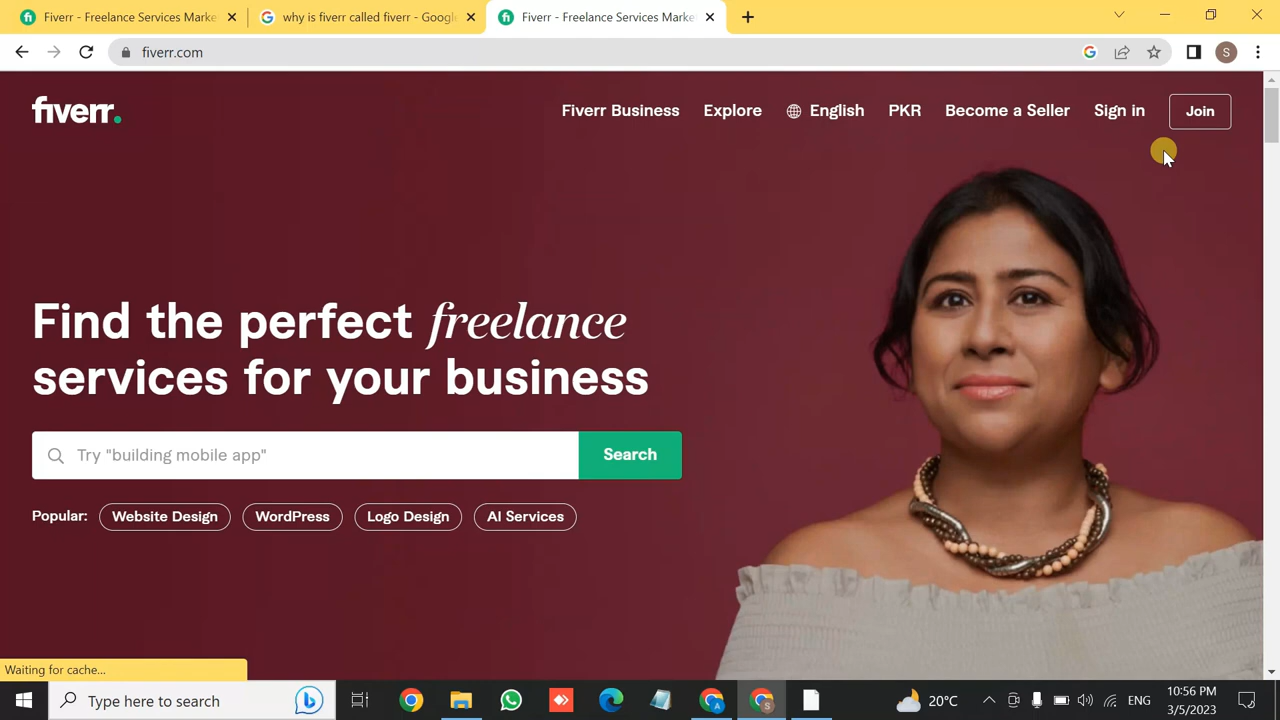 Fiverr - Freelance Services Marke
why is fiverr called fiverr - Google
Fiverr - Freelance Services Marke
fiverr.com
S
fiverr.
Fiverr Business
Explore
English
PKR
Become a Seller
Sign in
Join
Find the perfect freelance
services for your business
Try "building mobile app"
Search
Popular:
Website Design
WordPress
Logo Design
AI Services
Waiting for cache...
Type here to search
A
S
20°C
ENG
10:56 PM
3/5/2023